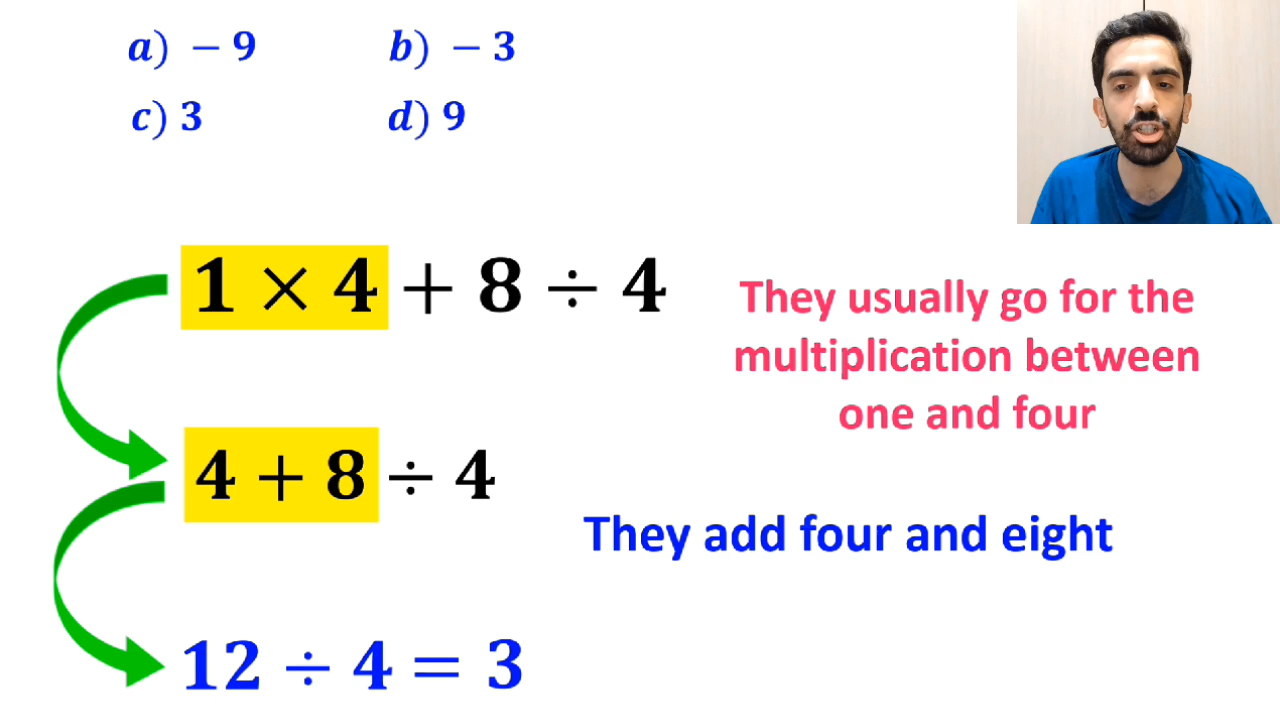 a) − 9 b) − 3
c) 3 d) 9
1 × 4 + 8 ÷ 4
They usually go for the
multiplication between
one and four
4 + 8 ÷ 4
They add four and eight
12 ÷ 4 = 3